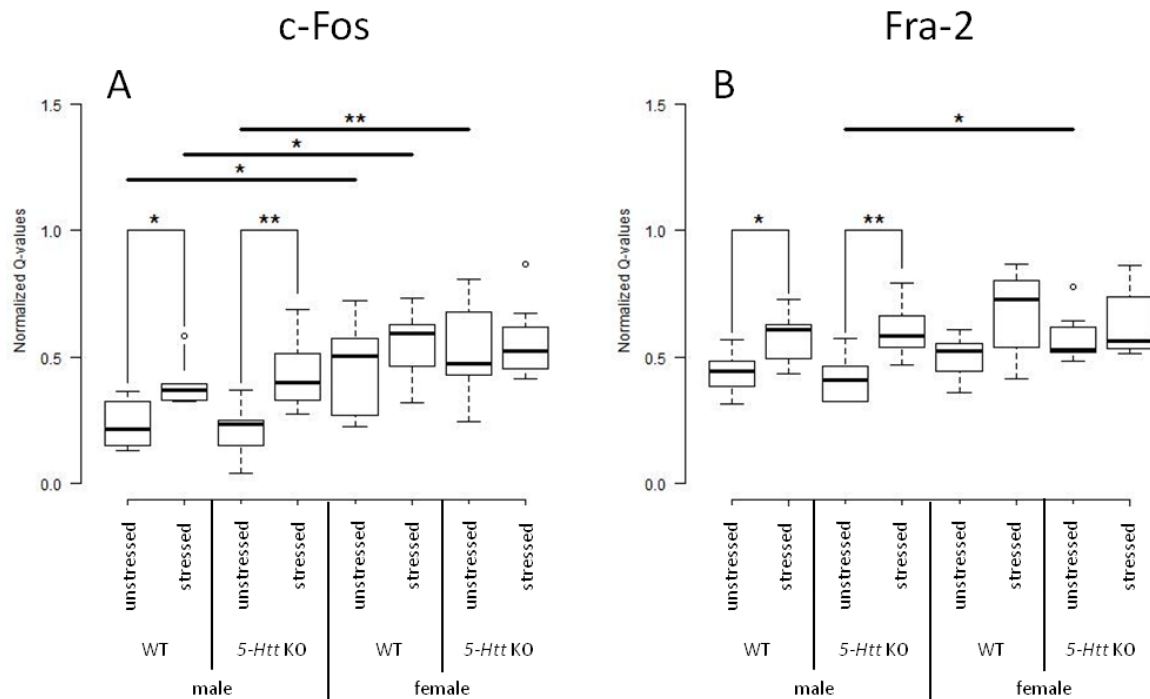 c-Fos
Fra-2
A
B
Normalized Q-values
1.5
1.0
0.5
0.0
**
*
*
*
**
unstressed
stressed
unstressed
stressed
unstressed
stressed
unstressed
stressed
WT
5-Htt KO
WT
5-Htt KO
male
female
Normalized Q-values
1.5
1.0
0.5
0.0
*
*
**
unstressed
stressed
unstressed
stressed
unstressed
stressed
unstressed
stressed
WT
5-Htt KO
WT
5-Htt KO
male
female